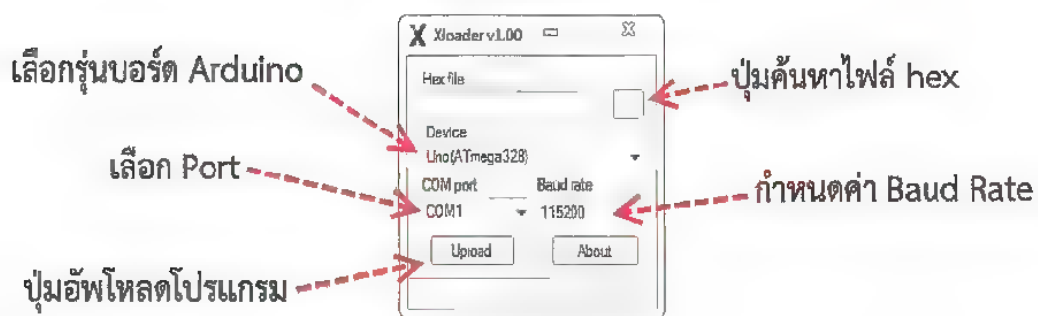 Xloader v1.00
เลือกรุ่นบอร์ด Arduino
Hex file
ปุ่มค้นหาไฟล์ hex
Device
Uno(ATmega328)
เลือก Port
COM port
Baud rate
COM1
115200
กำหนดค่า Baud Rate
Upload
About
ปุ่มอัพโหลดโปรแกรม